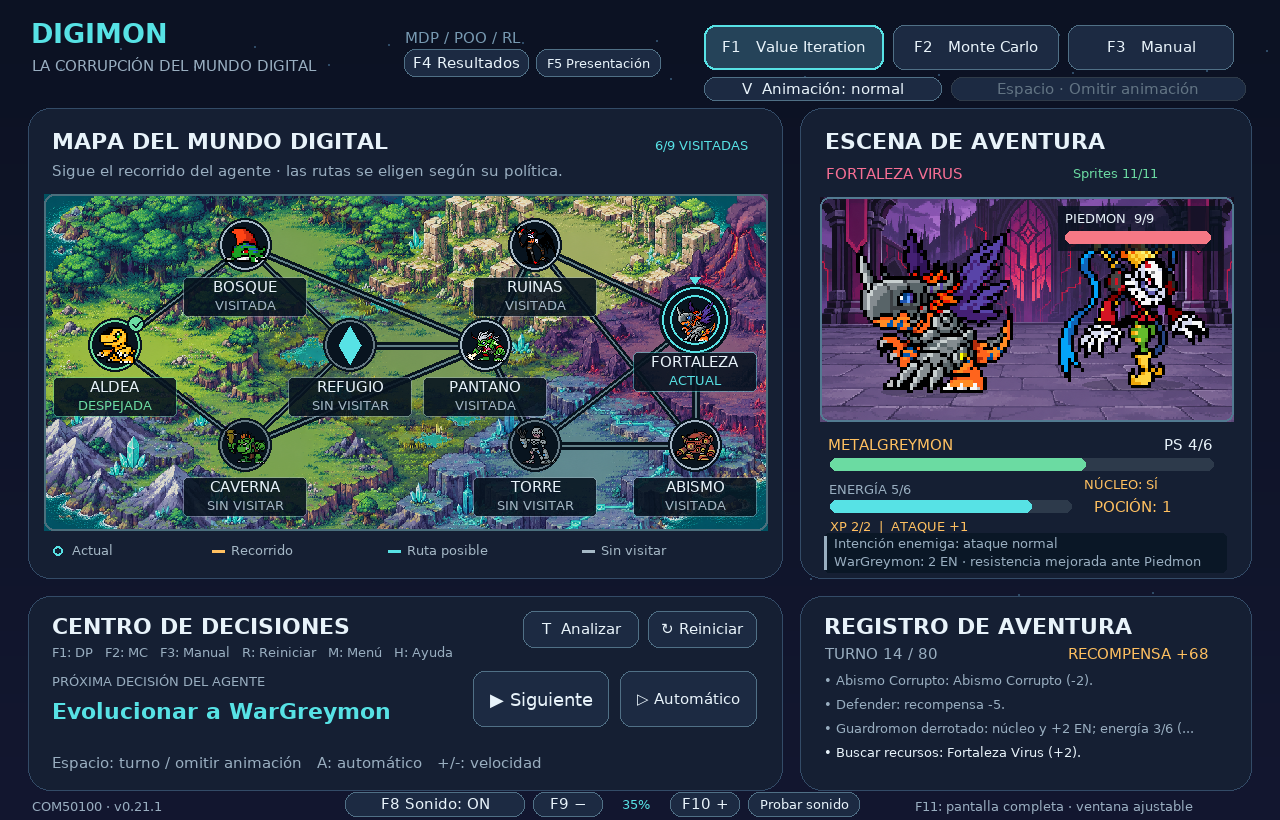 DIGIMON
LA CORRUPCIÓN DEL MUNDO DIGITAL
MDP / POO / RL
F4 Resultados
F5 Presentación
F1 Value Iteration
F2 Monte Carlo
F3 Manual
V Animación: normal
Espacio · Omitir animación
MAPA DEL MUNDO DIGITAL
6/9 VISITADAS
Sigue el recorrido del agente · las rutas se eligen según su política.
BOSQUE
VISITADA
RUINAS
VISITADA
FORTALEZA
ACTUAL
ALDEA
DESPEJADA
REFUGIO
SIN VISITAR
PANTANO
VISITADA
CAVERNA
SIN VISITAR
TORRE
SIN VISITAR
ABISMO
VISITADA
Actual
Recorrido
Ruta posible
Sin visitar
ESCENA DE AVENTURA
FORTALEZA VIRUS
Sprites 11/11
PIEDMON 9/9
METALGREYMON
PS 4/6
ENERGÍA 5/6
NÚCLEO: SÍ
POCIÓN: 1
XP 2/2 | ATAQUE +1
Intención enemiga: ataque normal
WarGreymon: 2 EN · resistencia mejorada ante Piedmon
CENTRO DE DECISIONES
T Analizar
↻ Reiniciar
F1: DP F2: MC F3: Manual R: Reiniciar M: Menú H: Ayuda
PRÓXIMA DECISIÓN DEL AGENTE
Evolucionar a WarGreymon
▶ Siguiente
▷ Automático
Espacio: turno / omitir animación A: automático +/-: velocidad
REGISTRO DE AVENTURA
TURNO 14 / 80
RECOMPENSA +68
• Abismo Corrupto: Abismo Corrupto (-2).
• Defender: recompensa -5.
• Guardromon derrotado: núcleo y +2 EN; energía 3/6 (...
• Buscar recursos: Fortaleza Virus (+2).
COM50100 · v0.21.1
F8 Sonido: ON
F9 −
35%
F10 +
Probar sonido
F11: pantalla completa · ventana ajustable